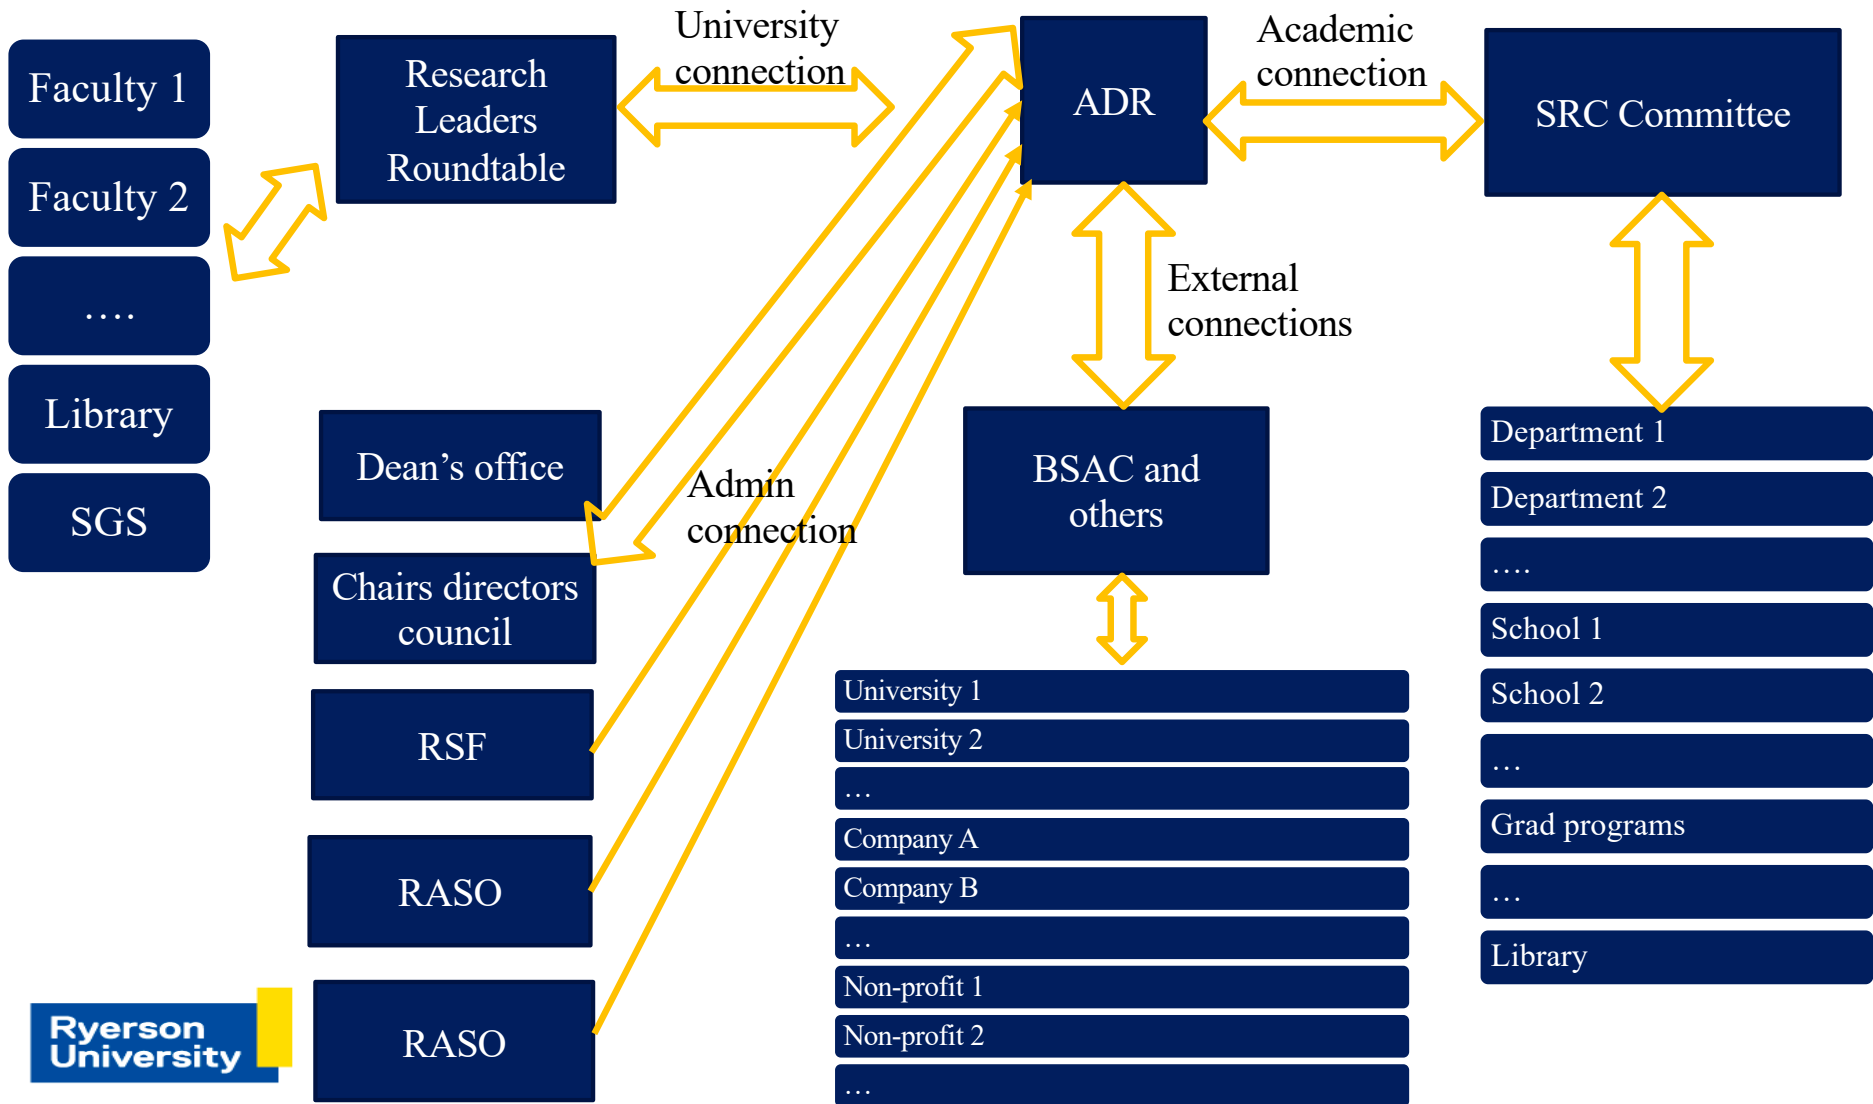 Faculty 1
Faculty 2
....
Library
SGS
Research
Leaders
Roundtable
University
connection
ADR
Academic
connection
SRC Committee
External
connections
Dean’s office
Chairs directors
council
RSF
RASO
RASO
Admin
connection
BSAC and
others
University 1
University 2
…
Company A
Company B
…
Non-profit 1
Non-profit 2
…
Department 1
Department 2
....
School 1
School 2
…
Grad programs
…
Library
Ryerson
University